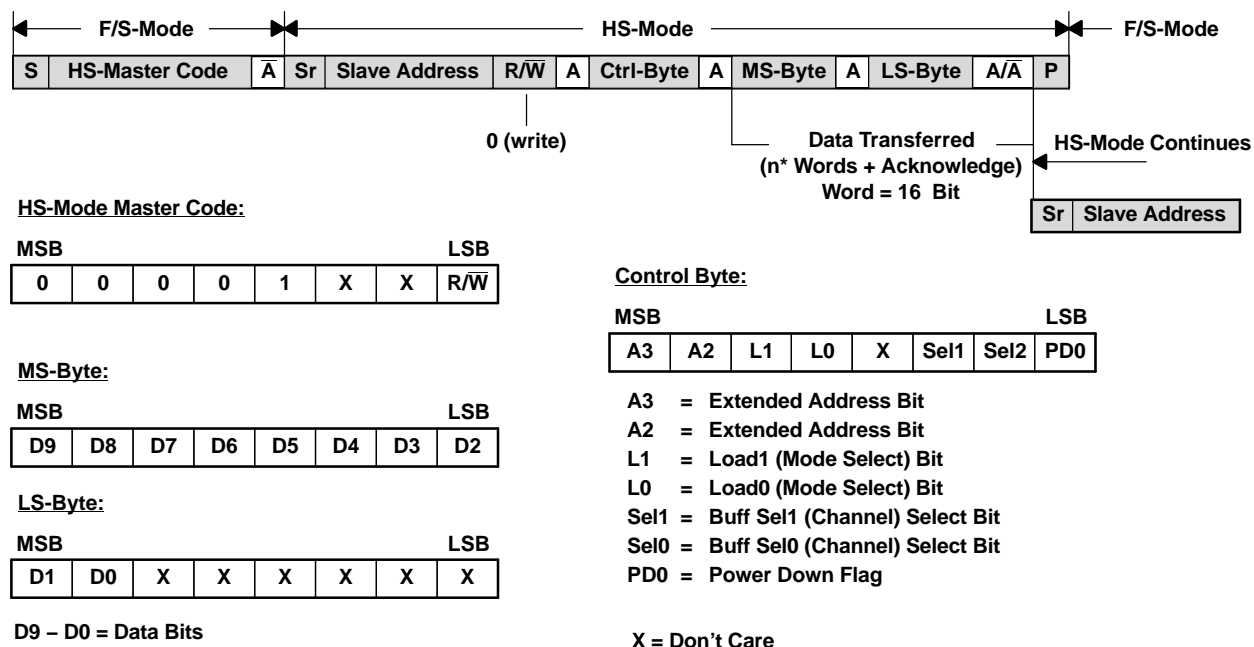 F/S-Mode HS-Mode F/S-Mode
S HS-Master Code A̅ Sr Slave Address R/W̅ A Ctrl-Byte A MS-Byte A LS-Byte A/A̅ P
0 (write)
Data Transferred
(n* Words + Acknowledge)
Word = 16 Bit
HS-Mode Continues
Sr Slave Address
HS-Mode Master Code:
MSB LSB
0 0 0 0 1 X X R/W̅
MS-Byte:
MSB LSB
D9 D8 D7 D6 D5 D4 D3 D2
LS-Byte:
MSB LSB
D1 D0 X X X X X X
D9 – D0 = Data Bits
Control Byte:
MSB LSB
A3 A2 L1 L0 X Sel1 Sel2 PD0
A3 = Extended Address Bit
A2 = Extended Address Bit
L1 = Load1 (Mode Select) Bit
L0 = Load0 (Mode Select) Bit
Sel1 = Buff Sel1 (Channel) Select Bit
Sel0 = Buff Sel0 (Channel) Select Bit
PD0 = Power Down Flag
X = Don't Care